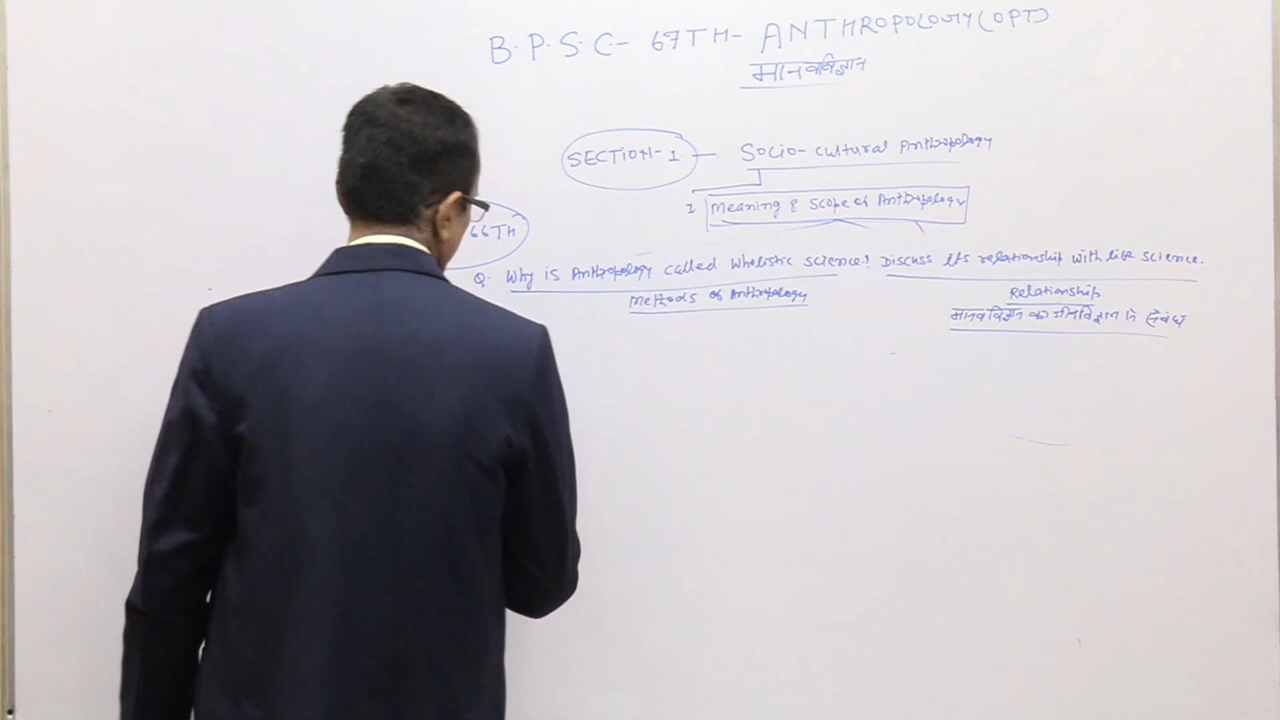 B.P.S.C- 67TH- ANTHROPOLOGY(OPT)
मानवविज्ञान
SECTION-1 — Socio-cultural Anthropology
I Meaning & Scope of Anthropology
66TH
Q. Why is Anthropology called Wholistic science? Discuss its relationship with life science.
Methods of Anthropology
Relationship
मानवविज्ञान का जीवविज्ञान से संबंध